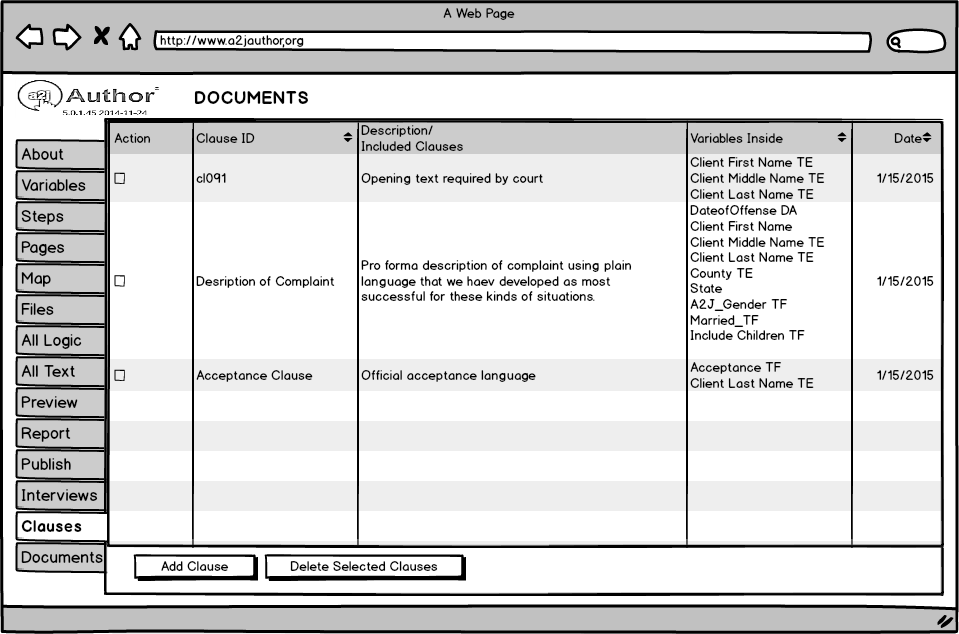 A Web Page
http://www.a2jauthor,org
a2j Author
5.0.1.45 2014-11-24
DOCUMENTS
About
Variables
Steps
Pages
Map
Files
All Logic
All Text
Preview
Report
Publish
Interviews
Clauses
Documents
Action
Clause ID
Description/
Included Clauses
Variables Inside
Date
cl091
Opening text required by court
Client First Name TE
Client Middle Name TE
Client Last Name TE
1/15/2015
Desription of Complaint
Pro forma description of complaint using plain
language that we haev developed as most
successful for these kinds of situations.
DateofOffense DA
Client First Name
Client Middle Name TE
Client Last Name TE
County TE
State
A2J_Gender TF
Married_TF
Include Children TF
1/15/2015
Acceptance Clause
Official acceptance language
Acceptance TF
Client Last Name TE
1/15/2015
Add Clause
Delete Selected Clauses